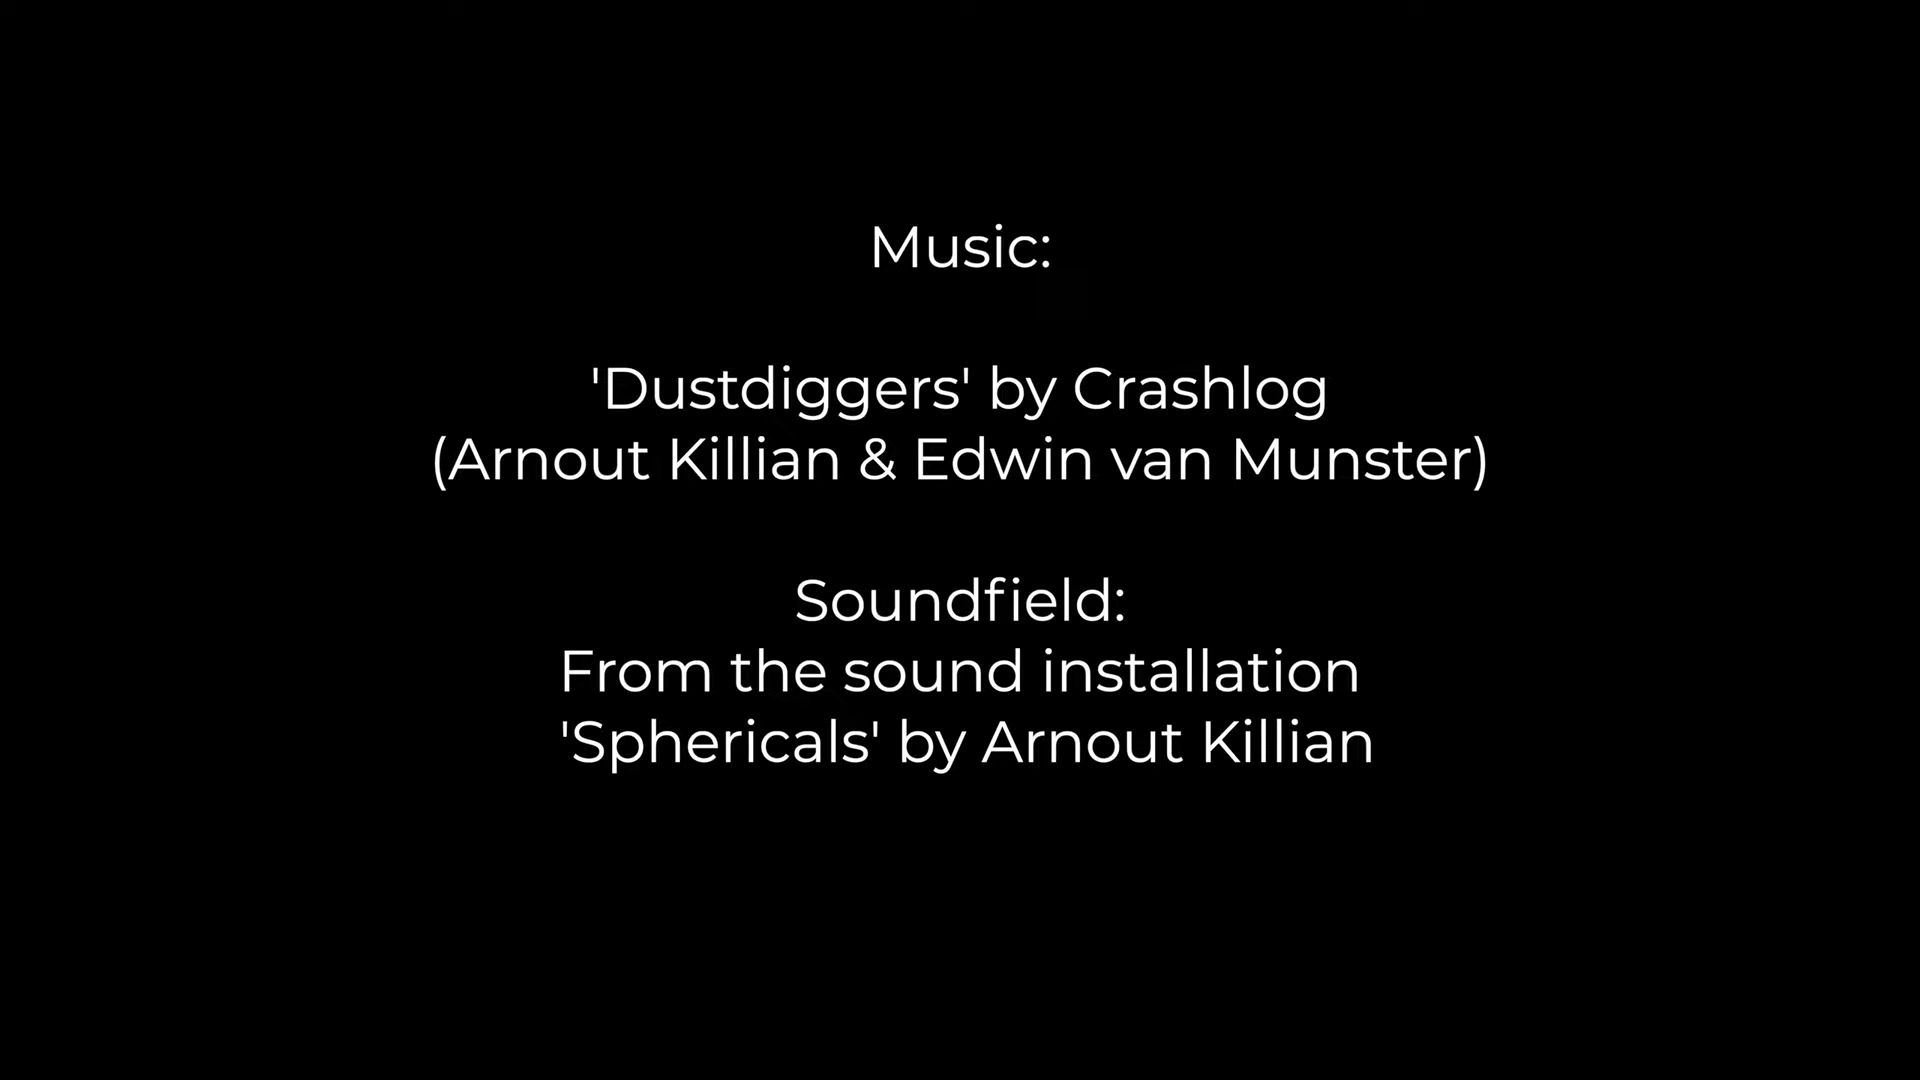 Music:
'Dustdiggers' by Crashlog
(Arnout Killian & Edwin van Munster)
Soundfield:
From the sound installation
'Sphericals' by Arnout Killian